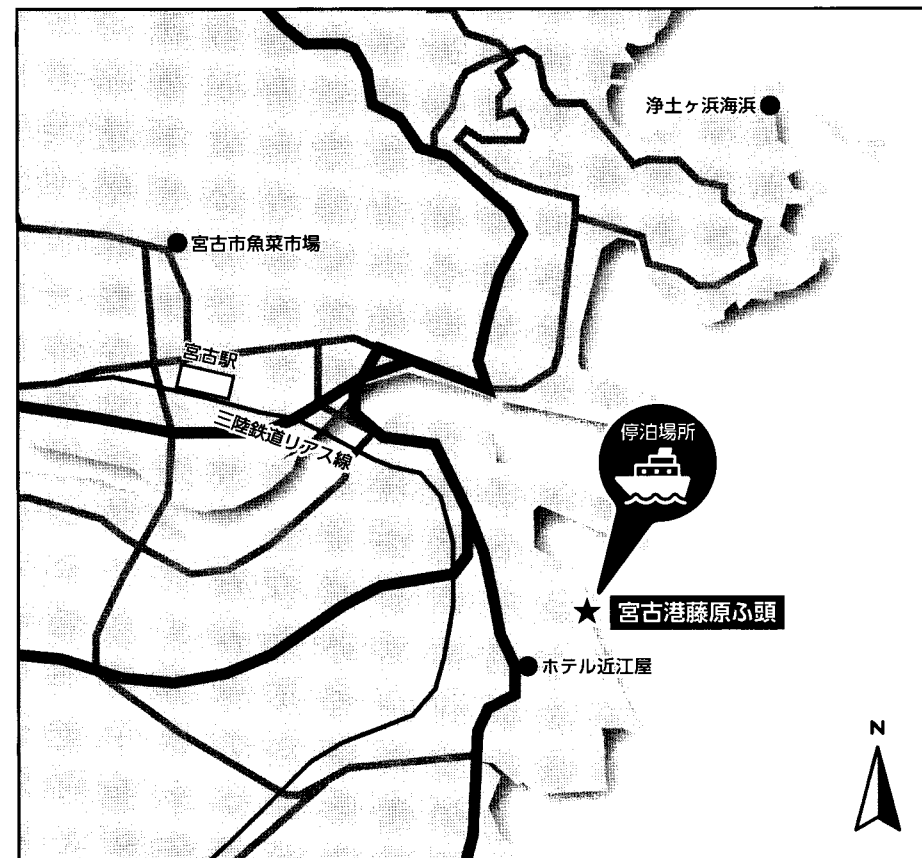 浄土ヶ浜海浜
宮古市魚菜市場
宮古駅
三陸鉄道リアス線
停泊場所
宮古港藤原ふ頭
ホテル近江屋
N